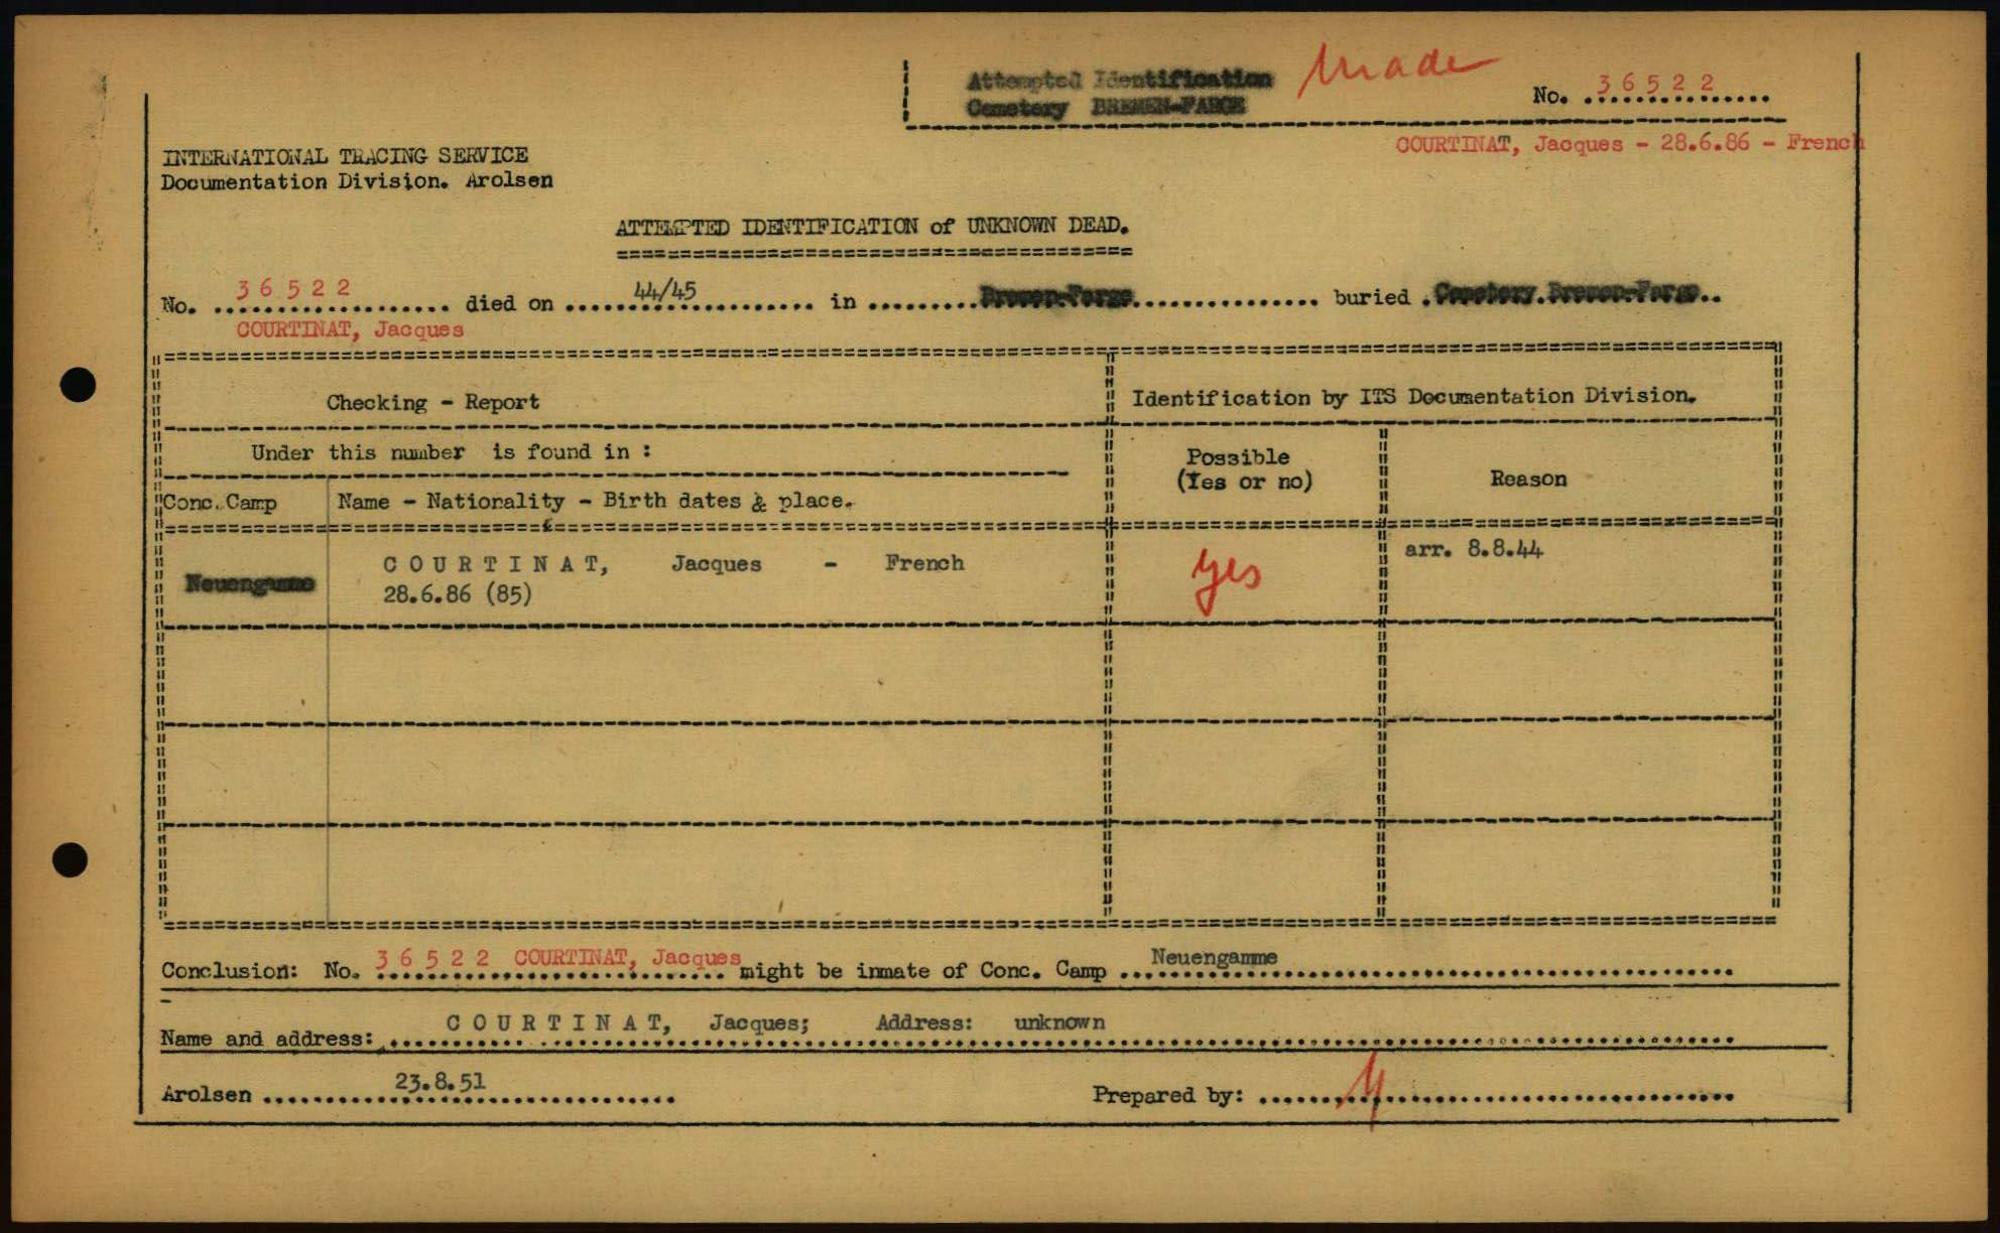 Attempted Identification made
Cemetery BREMEN-FARGE
No. 36522
COURTINAT, Jacques - 28.6.86 - French
INTERNATIONAL TRACING SERVICE
Documentation Division. Arolsen
ATTEMPTED IDENTIFICATION of UNKNOWN DEAD.
No. 36522 died on 44/45 in Bremen-Farge buried Cemetery Bremen-Farge
COURTINAT, Jacques
Checking - Report
Identification by ITS Documentation Division.
Under this number is found in :
Possible
(Yes or no)
Reason
Conc. Camp Name - Nationality - Birth dates & place.
Neuengamme COURTINAT, Jacques - French yes arr. 8.8.44
28.6.86 (85)
Conclusion: No. 36522 COURTINAT, Jacques might be inmate of Conc. Camp Neuengamme
Name and address: COURTINAT, Jacques; Address: unknown
Arolsen 23.8.51 Prepared by: